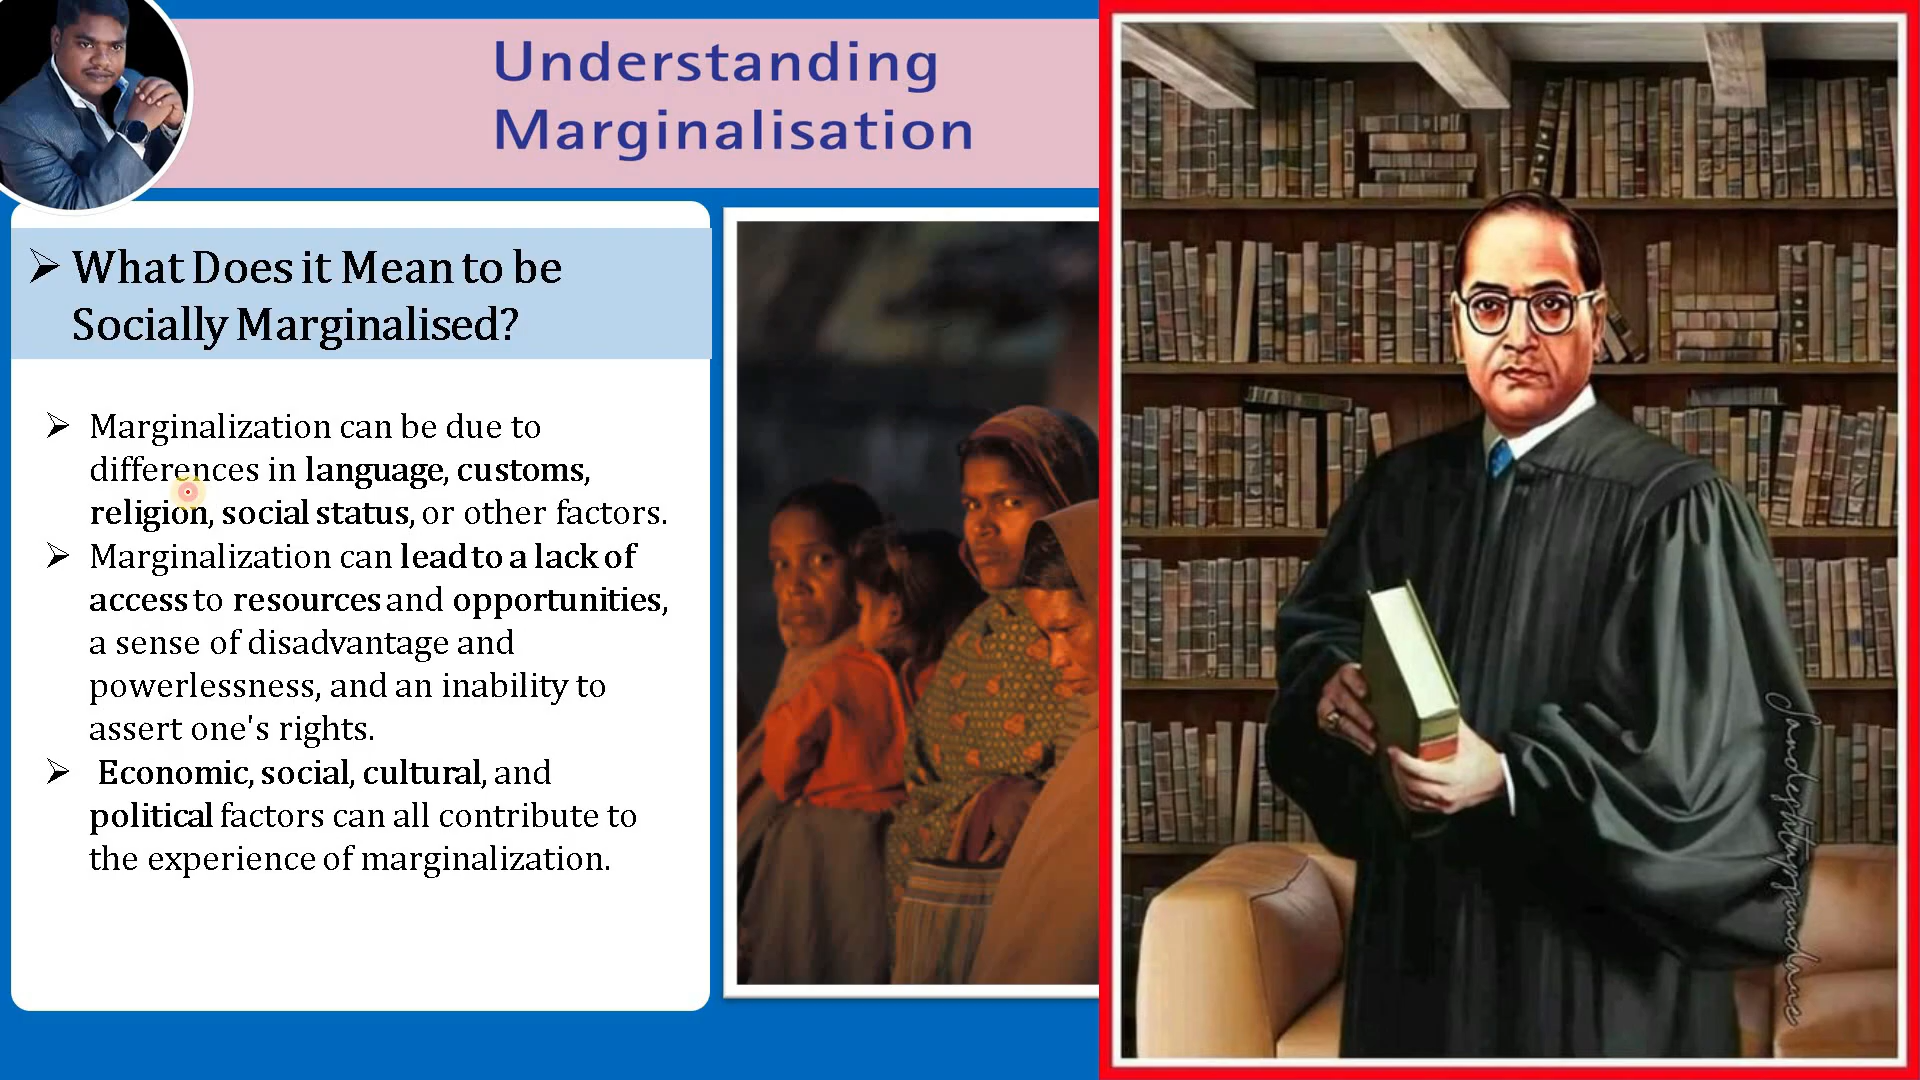 Understanding
Marginalisation
➢ What Does it Mean to be
Socially Marginalised?
➢ Marginalization can be due to
differences in language, customs,
religion, social status, or other factors.
➢ Marginalization can lead to a lack of
access to resources and opportunities,
a sense of disadvantage and
powerlessness, and an inability to
assert one's rights.
➢ Economic, social, cultural, and
political factors can all contribute to
the experience of marginalization.